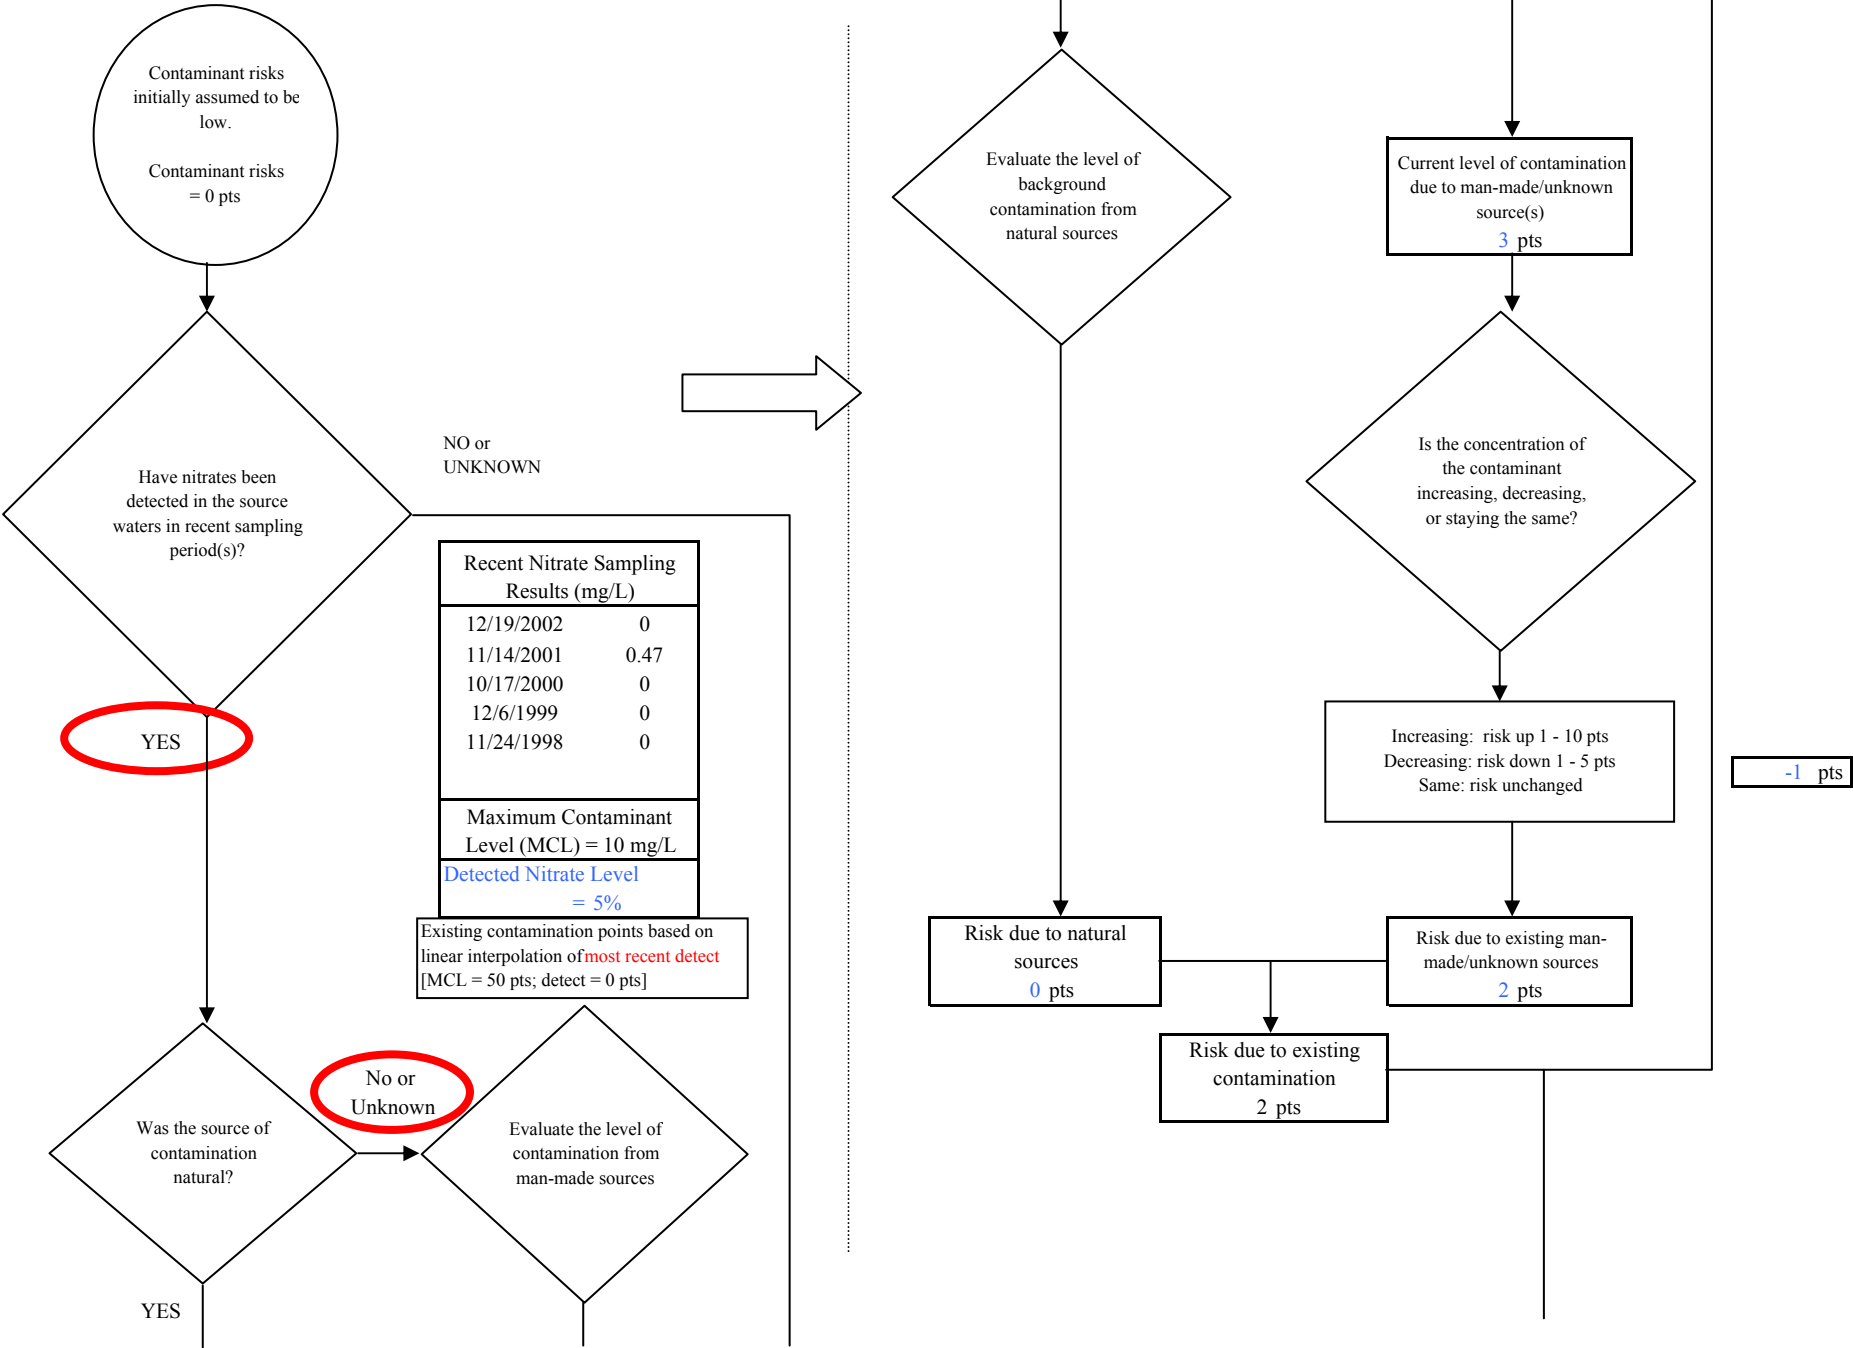 Contaminant risks
initially assumed to be
low.
Contaminant risks
= 0 pts
Have nitrates been
detected in the source
waters in recent sampling
period(s)?
NO or
UNKNOWN
YES
Recent Nitrate Sampling
Results (mg/L)
12/19/2002 0
11/14/2001 0.47
10/17/2000 0
12/6/1999 0
11/24/1998 0
Maximum Contaminant
Level (MCL) = 10 mg/L
Detected Nitrate Level
= 5%
Existing contamination points based on
linear interpolation of most recent detect
[MCL = 50 pts; detect = 0 pts]
Was the source of
contamination
natural?
No or
Unknown
Evaluate the level of
contamination from
man-made sources
YES
Evaluate the level of
background
contamination from
natural sources
Current level of contamination
due to man-made/unknown
source(s)
3 pts
Is the concentration of
the contaminant
increasing, decreasing,
or staying the same?
Increasing: risk up 1 - 10 pts
Decreasing: risk down 1 - 5 pts
Same: risk unchanged
-1 pts
Risk due to natural
sources
0 pts
Risk due to existing man-
made/unknown sources
2 pts
Risk due to existing
contamination
2 pts